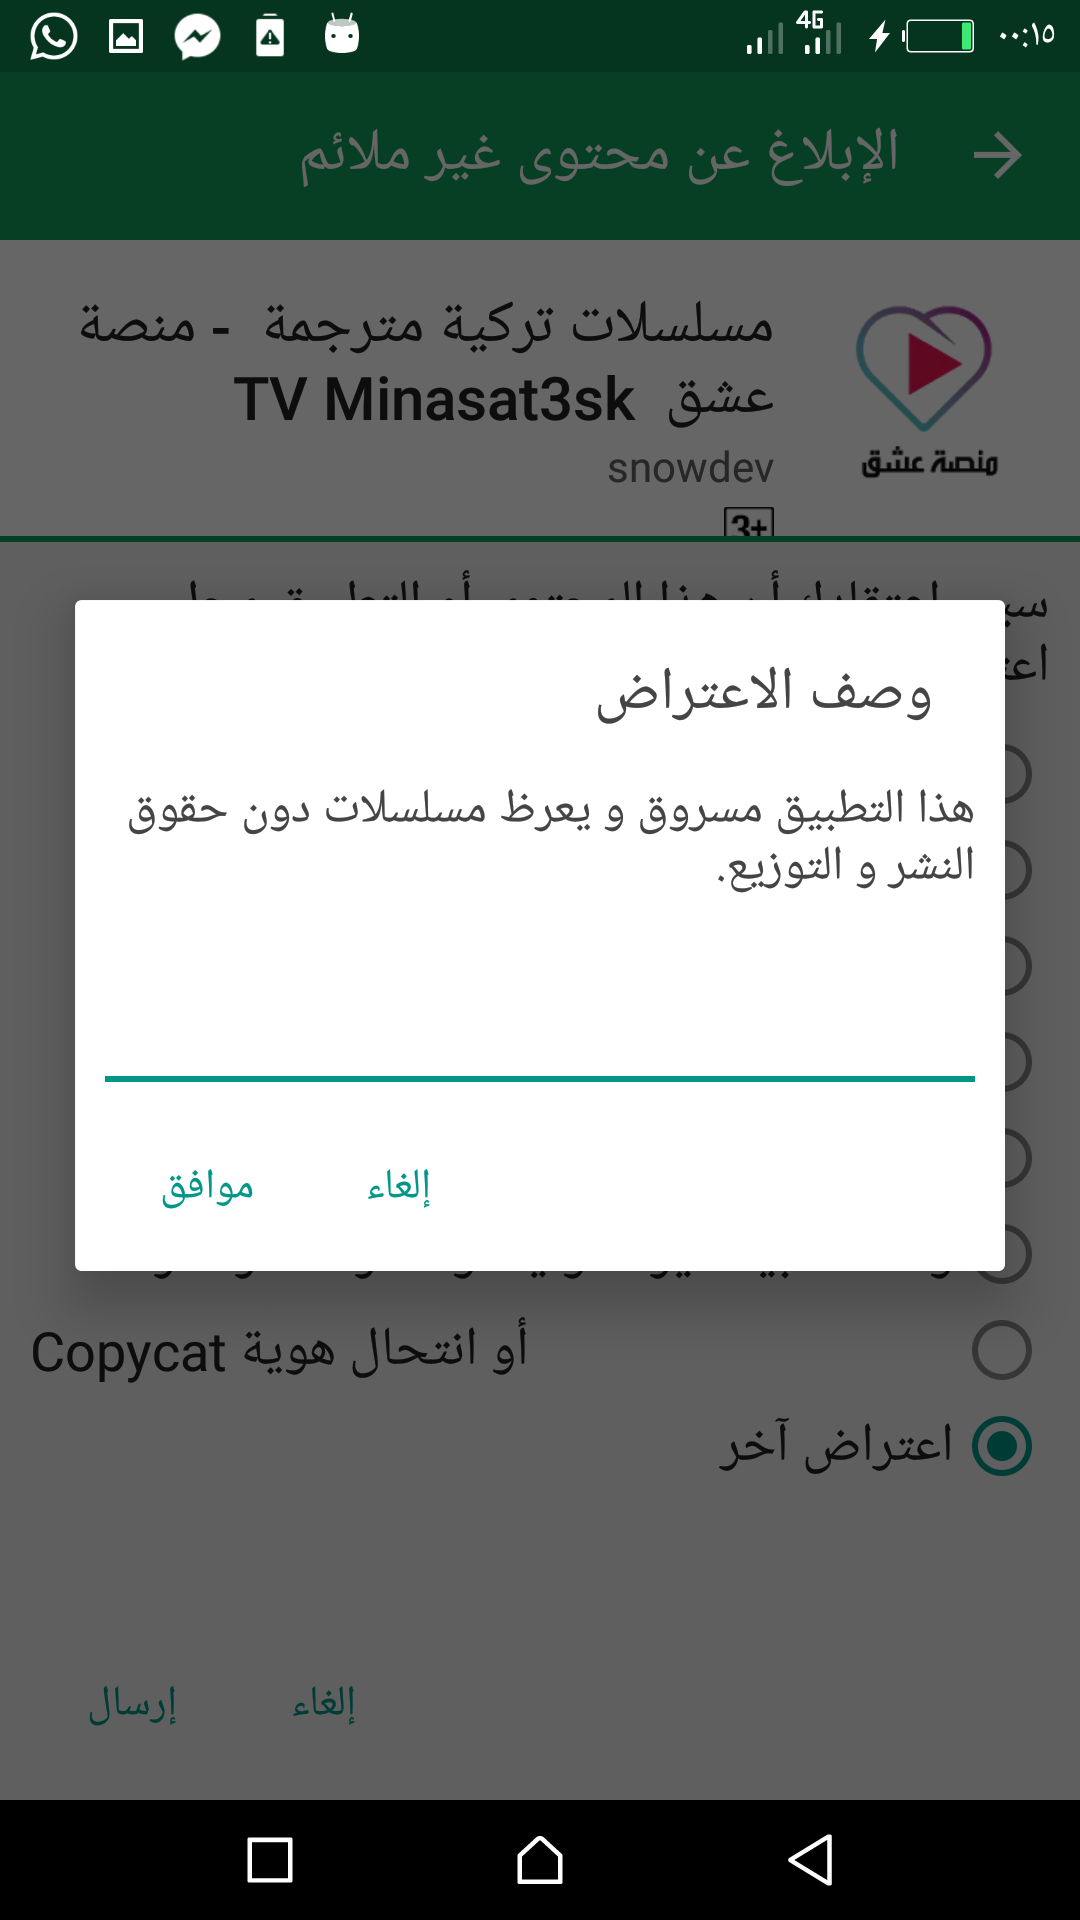 4G
٠٠:١٥
الإبلاغ عن محتوى غير ملائم
مسلسلات تركية مترجمة - منصة
عشق TV Minasat3sk
snowdev
3+
منصة عشق
وصف الاعتراض
هذا التطبيق مسروق و يعرظ مسلسلات دون حقوق
النشر و التوزيع.
إلغاء
موافق
Copycat أو انتحال هوية
اعتراض آخر
إلغاء
إرسال